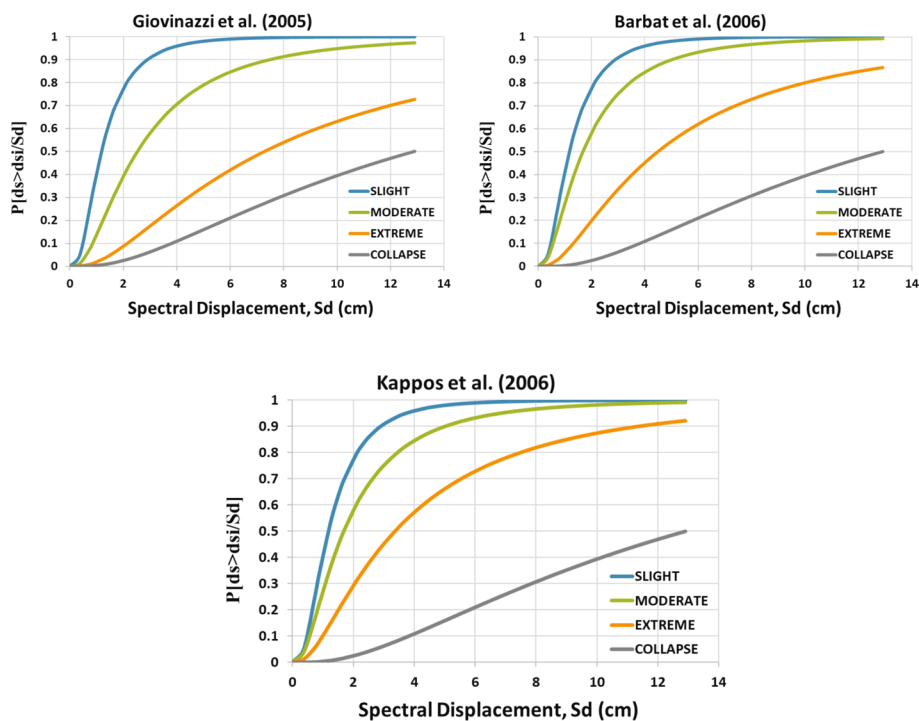 Giovinazzi et al. (2005)
P[ds>dsi/Sd]
1
0.9
0.8
0.7
0.6
0.5
0.4
0.3
0.2
0.1
0
SLIGHT
MODERATE
EXTREME
COLLAPSE
0 2 4 6 8 10 12 14
Spectral Displacement, Sd (cm)
Barbat et al. (2006)
P[ds>dsi/Sd]
1
0.9
0.8
0.7
0.6
0.5
0.4
0.3
0.2
0.1
0
SLIGHT
MODERATE
EXTREME
COLLAPSE
0 2 4 6 8 10 12 14
Spectral Displacement, Sd (cm)
Kappos et al. (2006)
P[ds>dsi/Sd]
1
0.9
0.8
0.7
0.6
0.5
0.4
0.3
0.2
0.1
0
SLIGHT
MODERATE
EXTREME
COLLAPSE
0 2 4 6 8 10 12 14
Spectral Displacement, Sd (cm)